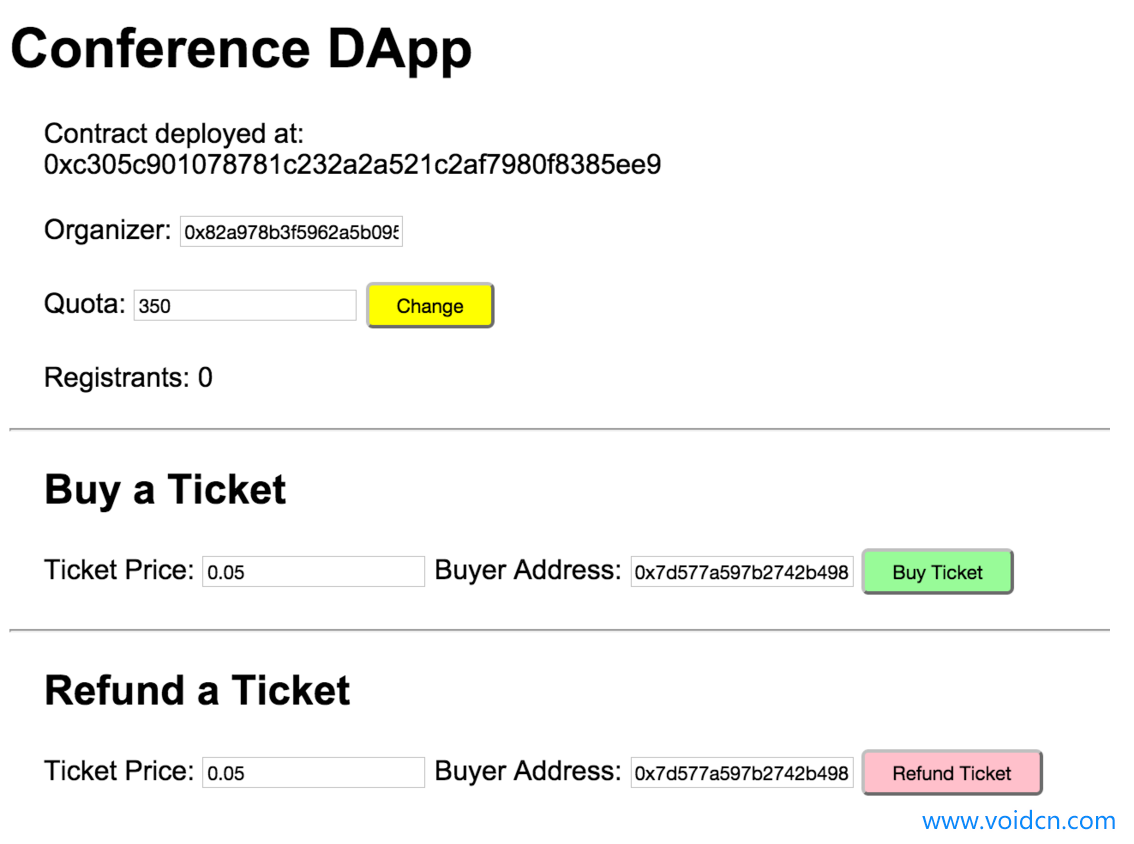 Conference DApp
Contract deployed at:
0xc305c901078781c232a2a521c2af7980f8385ee9
Organizer: 0x82a978b3f5962a5b095
Quota: 350 Change
Registrants: 0
Buy a Ticket
Ticket Price: 0.05 Buyer Address: 0x7d577a597b2742b498 Buy Ticket
Refund a Ticket
Ticket Price: 0.05 Buyer Address: 0x7d577a597b2742b498 Refund Ticket
www.voidcn.com